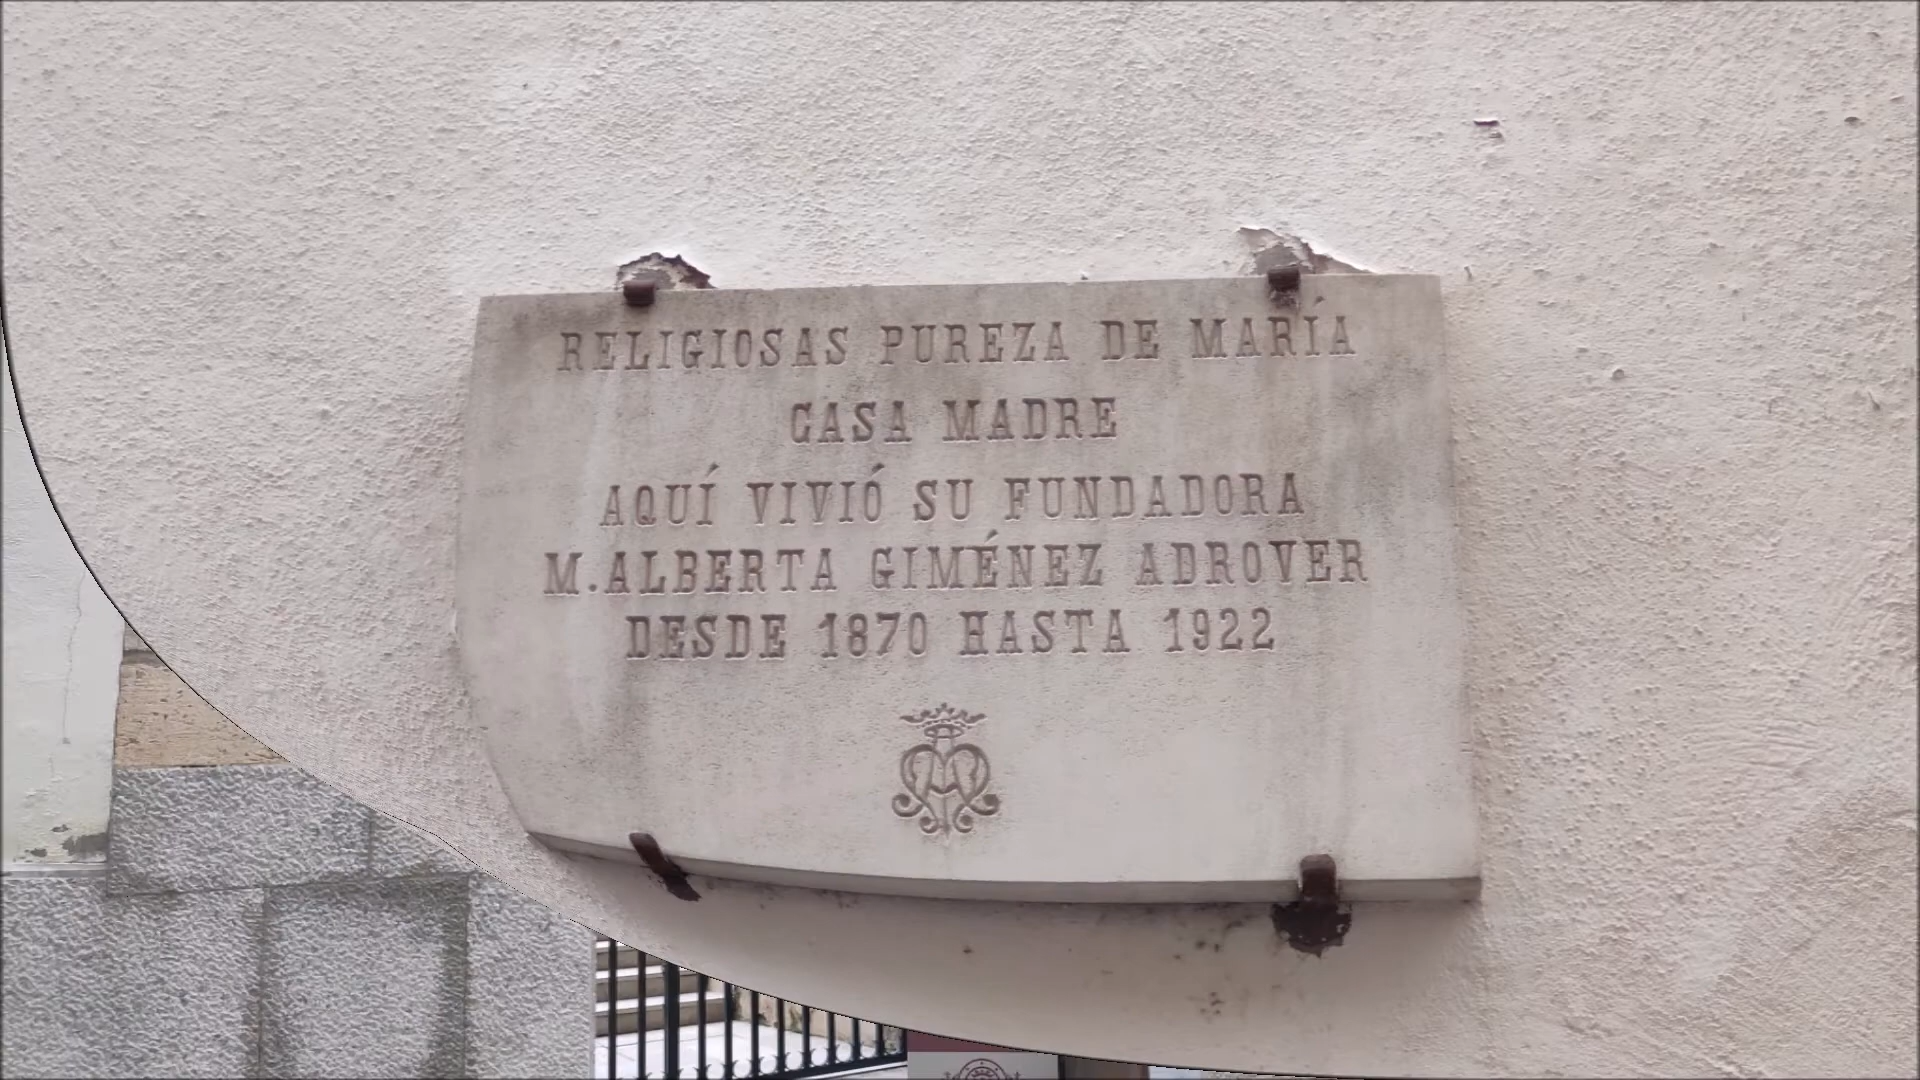 RELIGIOSAS PUREZA DE MARÍA
CASA MADRE
AQUÍ VIVIÓ SU FUNDADORA
M. ALBERTA GIMÉNEZ ADROVER
DESDE 1870 HASTA 1922